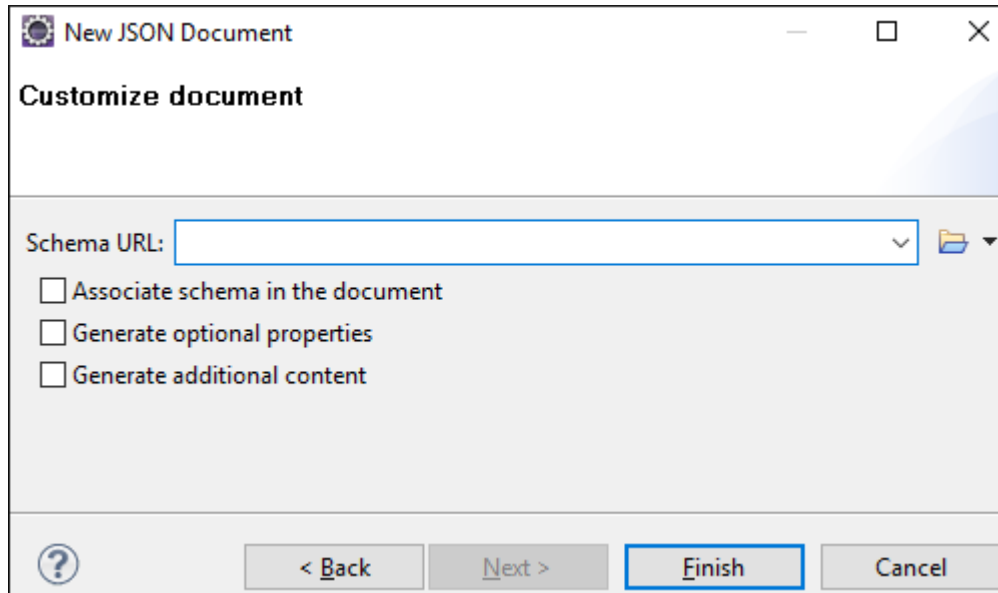 New JSON Document
Customize document
Schema URL:
Associate schema in the document
Generate optional properties
Generate additional content
? < Back Next > Finish Cancel